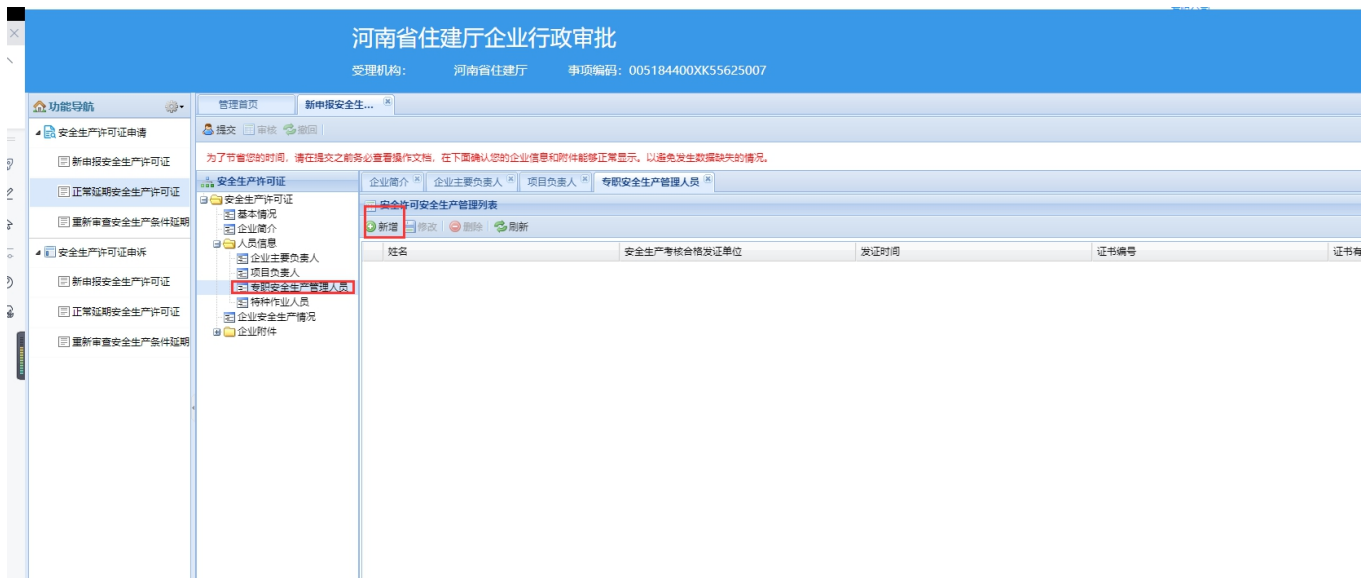 河南省住建厅企业行政审批
受理机构： 河南省住建厅 事项编码：005184400XK55625007
功能导航
管理首页 新申报安全生...
安全生产许可证申请
新申报安全生产许可证
正常延期安全生产许可证
重新审查安全生产条件延期
安全生产许可证申诉
新申报安全生产许可证
正常延期安全生产许可证
重新审查安全生产条件延期
提交 审核 撤回
为了节省您的时间，请在提交之前务必查看操作文档，在下面确认您的企业信息和附件能够正常显示。以避免发生数据缺失的情况。
安全生产许可证
安全生产许可证
基本情况
企业简介
人员信息
企业主要负责人
项目负责人
专职安全生产管理人员
特种作业人员
企业安全生产情况
企业附件
企业简介 企业主要负责人 项目负责人 专职安全生产管理人员
安全许可安全生产管理列表
新增 修改 删除 刷新
姓名 安全生产考核合格发证单位 发证时间 证书编号 证书有